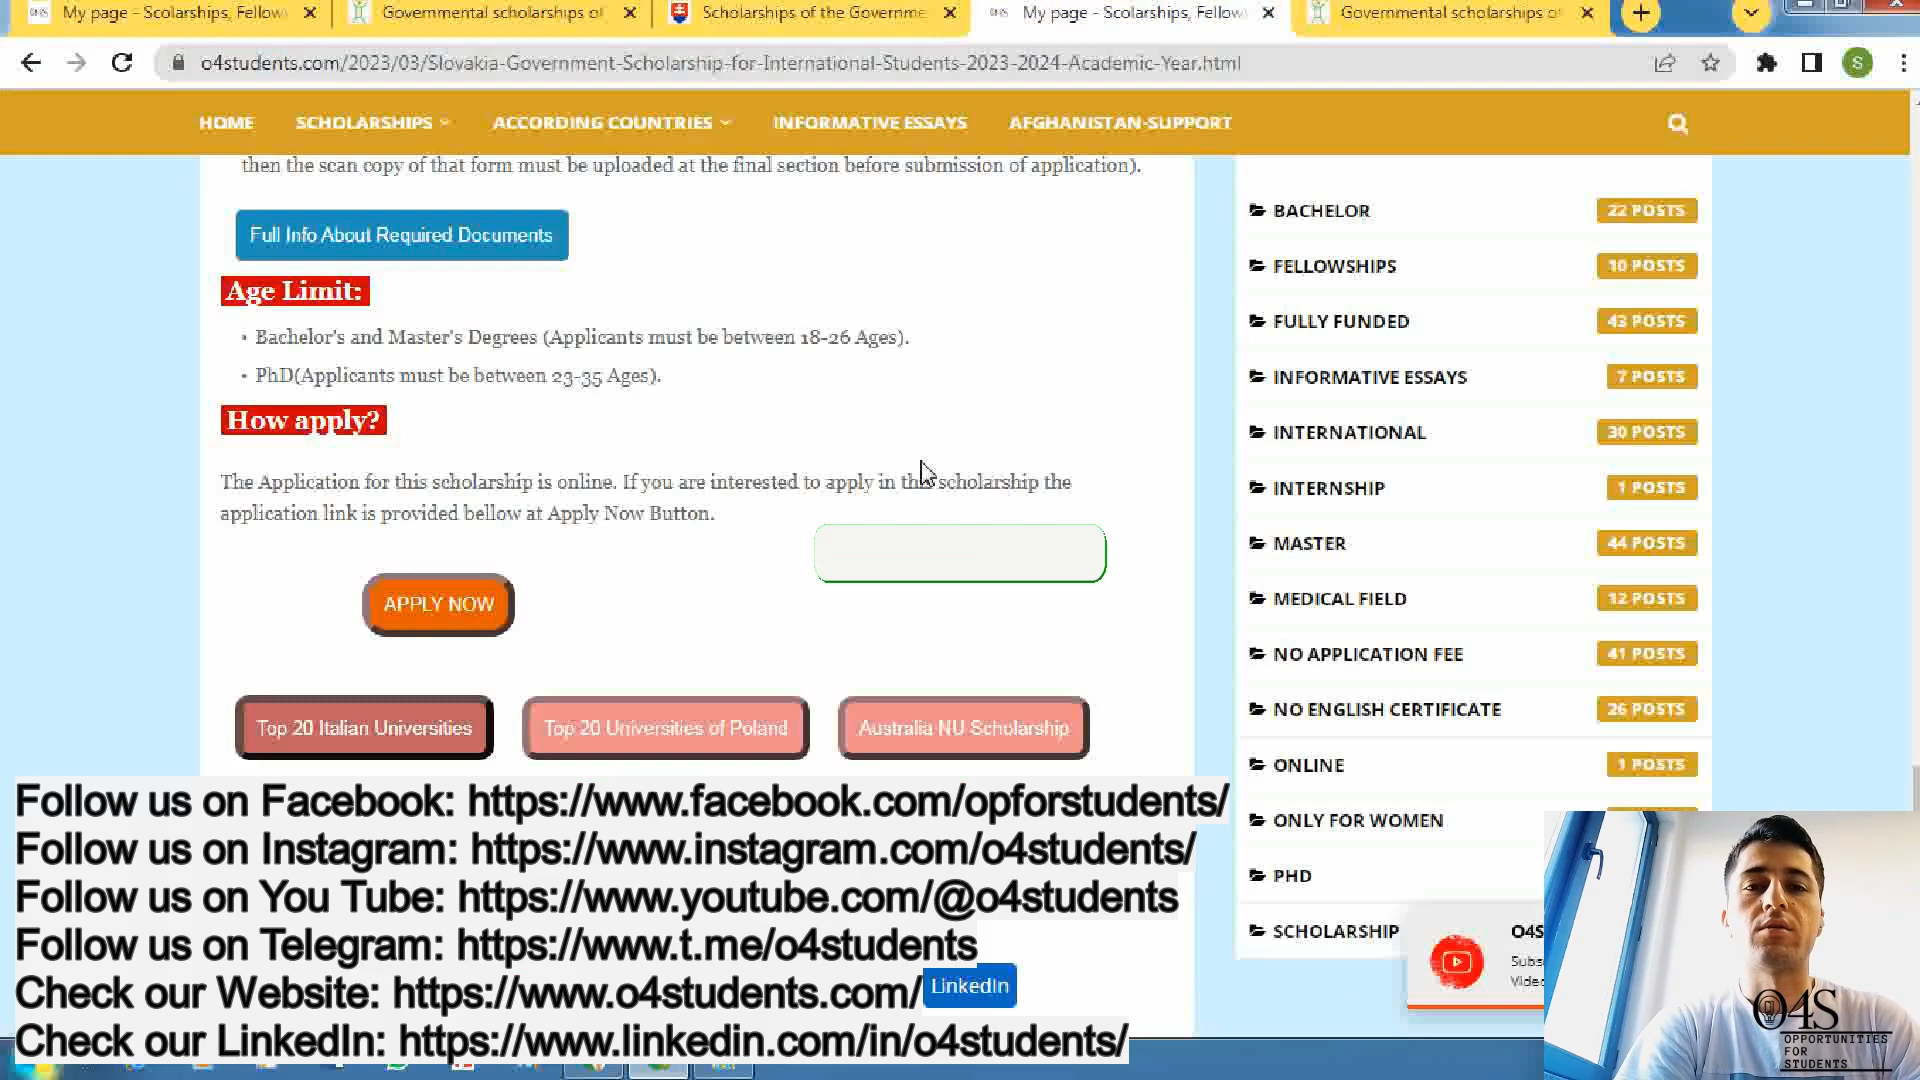 My page - Scolarships, Fellow
Governmental scholarships of
Scholarships of the Governme
My page - Scolarships, Fellow
Governmental scholarships of
o4students.com/2023/03/Slovakia-Government-Scholarship-for-International-Students-2023-2024-Academic-Year.html
S
HOME SCHOLARSHIPS ACCORDING COUNTRIES INFORMATIVE ESSAYS AFGHANISTAN-SUPPORT
then the scan copy of that form must be uploaded at the final section before submission of application).
Full Info About Required Documents
Age Limit:
• Bachelor's and Master's Degrees (Applicants must be between 18-26 Ages).
• PhD(Applicants must be between 23-35 Ages).
How apply?
The Application for this scholarship is online. If you are interested to apply in this scholarship the
application link is provided bellow at Apply Now Button.
APPLY NOW
Top 20 Italian Universities
Top 20 Universities of Poland
Australia NU Scholarship
BACHELOR 22 POSTS
FELLOWSHIPS 10 POSTS
FULLY FUNDED 43 POSTS
INFORMATIVE ESSAYS 7 POSTS
INTERNATIONAL 30 POSTS
INTERNSHIP 1 POSTS
MASTER 44 POSTS
MEDICAL FIELD 12 POSTS
NO APPLICATION FEE 41 POSTS
NO ENGLISH CERTIFICATE 26 POSTS
ONLINE 1 POSTS
ONLY FOR WOMEN
PHD
SCHOLARSHIP
O4S
Subs
Video
Follow us on Facebook: https://www.facebook.com/opforstudents/
Follow us on Instagram: https://www.instagram.com/o4students/
Follow us on You Tube: https://www.youtube.com/@o4students
Follow us on Telegram: https://www.t.me/o4students
Check our Website: https://www.o4students.com/
LinkedIn
Check our LinkedIn: https://www.linkedin.com/in/o4students/
O4S
OPPORTUNITIES
FOR
STUDENTS